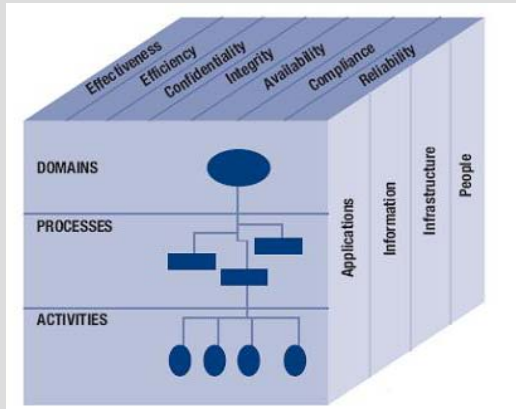 Effectiveness
Efficiency
Confidentiality
Integrity
Availability
Compliance
Reliability
DOMAINS
PROCESSES
ACTIVITIES
Applications
Information
Infrastructure
People